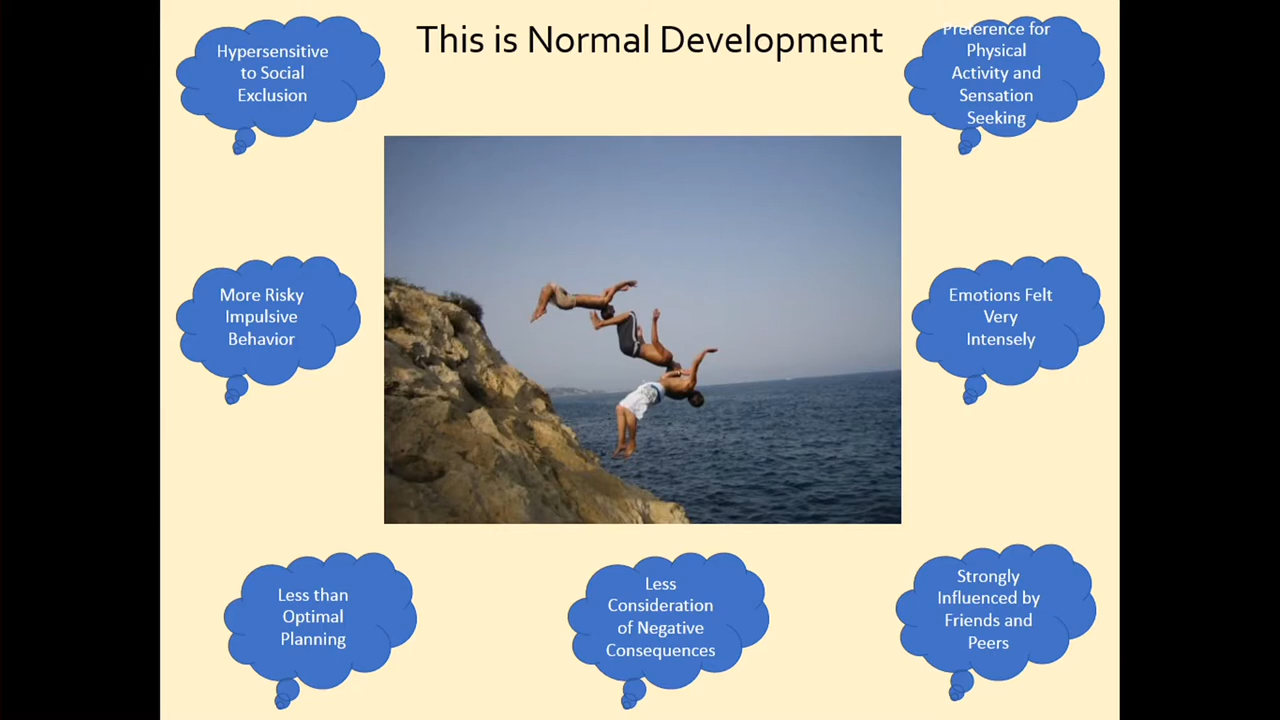 This is Normal Development
Hypersensitive
to Social
Exclusion
Preference for
Physical
Activity and
Sensation
Seeking
More Risky
Impulsive
Behavior
Emotions Felt
Very
Intensely
Less than
Optimal
Planning
Less
Consideration
of Negative
Consequences
Strongly
Influenced by
Friends and
Peers